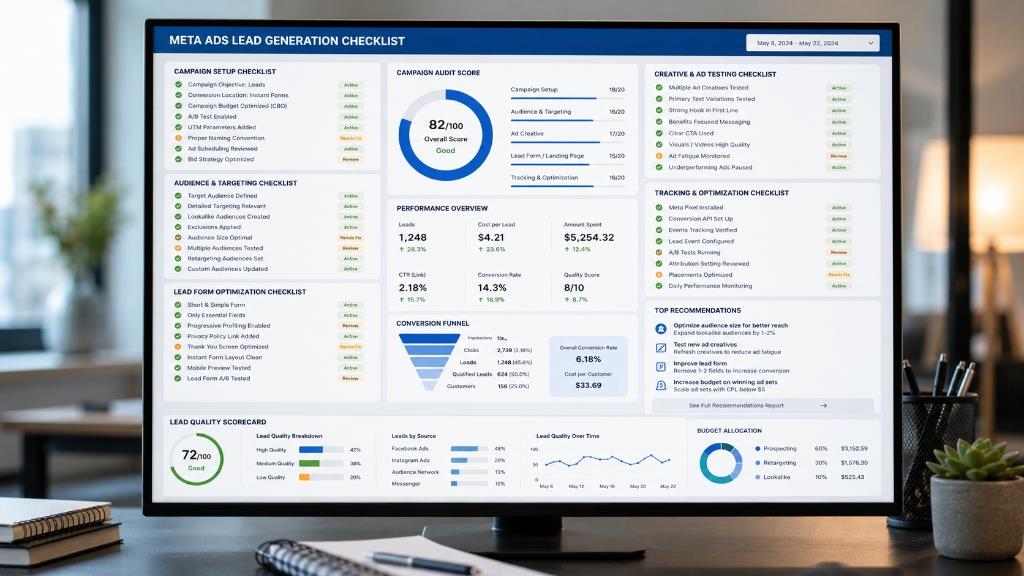 META ADS LEAD GENERATION CHECKLIST
May 8, 2024 - May 22, 2024
CAMPAIGN SETUP CHECKLIST
Campaign Objective: Leads Active
Conversion Location: Instant Forms Active
Campaign Budget Optimized (CBO) Active
A/B Test Enabled Active
UTM Parameters Added Active
Proper Naming Convention Needs Fix
Ad Scheduling Reviewed Active
Bid Strategy Optimized Review
AUDIENCE & TARGETING CHECKLIST
Target Audience Defined Active
Detailed Targeting Relevant Active
Lookalike Audiences Created Active
Exclusions Applied Active
Audience Size Optimal Needs Fix
Multiple Audiences Tested Review
Retargeting Audiences Set Active
Custom Audiences Updated Active
LEAD FORM OPTIMIZATION CHECKLIST
Short & Simple Form Active
Only Essential Fields Active
Progressive Profiling Enabled Review
Privacy Policy Link Added Active
Thank You Screen Optimized Needs Fix
Instant Form Layout Clean Active
Mobile Preview Tested Active
Lead Form A/B Tested Review
CAMPAIGN AUDIT SCORE
82/100
Overall Score
Good
Campaign Setup 18/20
Audience & Targeting 16/20
Ad Creative 17/20
Lead Form / Landing Page 15/20
Tracking & Optimization 16/20
PERFORMANCE OVERVIEW
Leads Cost per Lead Amount Spent
1,248 $4.21 $5,254.32
↑ 28.3% ↑ 23.6% ↑ 12.4%
CTR (Link) Conversion Rate Quality Score
2.18% 14.3% 8/10
↑ 15.7% ↑ 18.9% ↑ 8.7%
CONVERSION FUNNEL
Impressions
Clicks 2,739 (2.18%)
Leads 1,248 (45.6%)
Qualified Leads 624 (50.0%)
Customers 156 (25.0%)
Overall Conversion Rate
6.18%
Cost per Customer
$33.69
CREATIVE & AD TESTING CHECKLIST
Multiple Ad Creatives Tested Active
Primary Text Variations Tested Active
Strong Hook in First Line Active
Benefits Focused Messaging Active
Clear CTA Used Active
Visuals / Videos High Quality Active
Ad Fatigue Monitored Review
Underperforming Ads Paused Active
TRACKING & OPTIMIZATION CHECKLIST
Meta Pixel Installed Active
Conversion API Set Up Active
Events Tracking Verified Active
Lead Event Configured Active
A/B Tests Running Review
Attribution Setting Reviewed Active
Placements Optimized Needs Fix
Daily Performance Monitoring Active
TOP RECOMMENDATIONS
Optimize audience size for better reach
Expand lookalike audiences by 1-2%
Test new ad creatives
Refresh creatives to reduce ad fatigue
Improve lead form
Remove 1-2 fields to increase conversion
Increase budget on winning ad sets
Scale ad sets with CPL below $5
See Full Recommendations Report →
LEAD QUALITY SCORECARD
72/100
Good
Lead Quality Breakdown
High Quality 42%
Medium Quality 38%
Low Quality 20%
Leads by Source
Facebook Ads 48%
Instagram Ads
Audience Network
Messenger 10%
Lead Quality Over Time
100
50
0
May 8 May 12 May 16 May 20 May 22
BUDGET ALLOCATION
Prospecting 60% $3,152.59
Retargeting 30% $1,576.30
Lookalike 10% $525.43